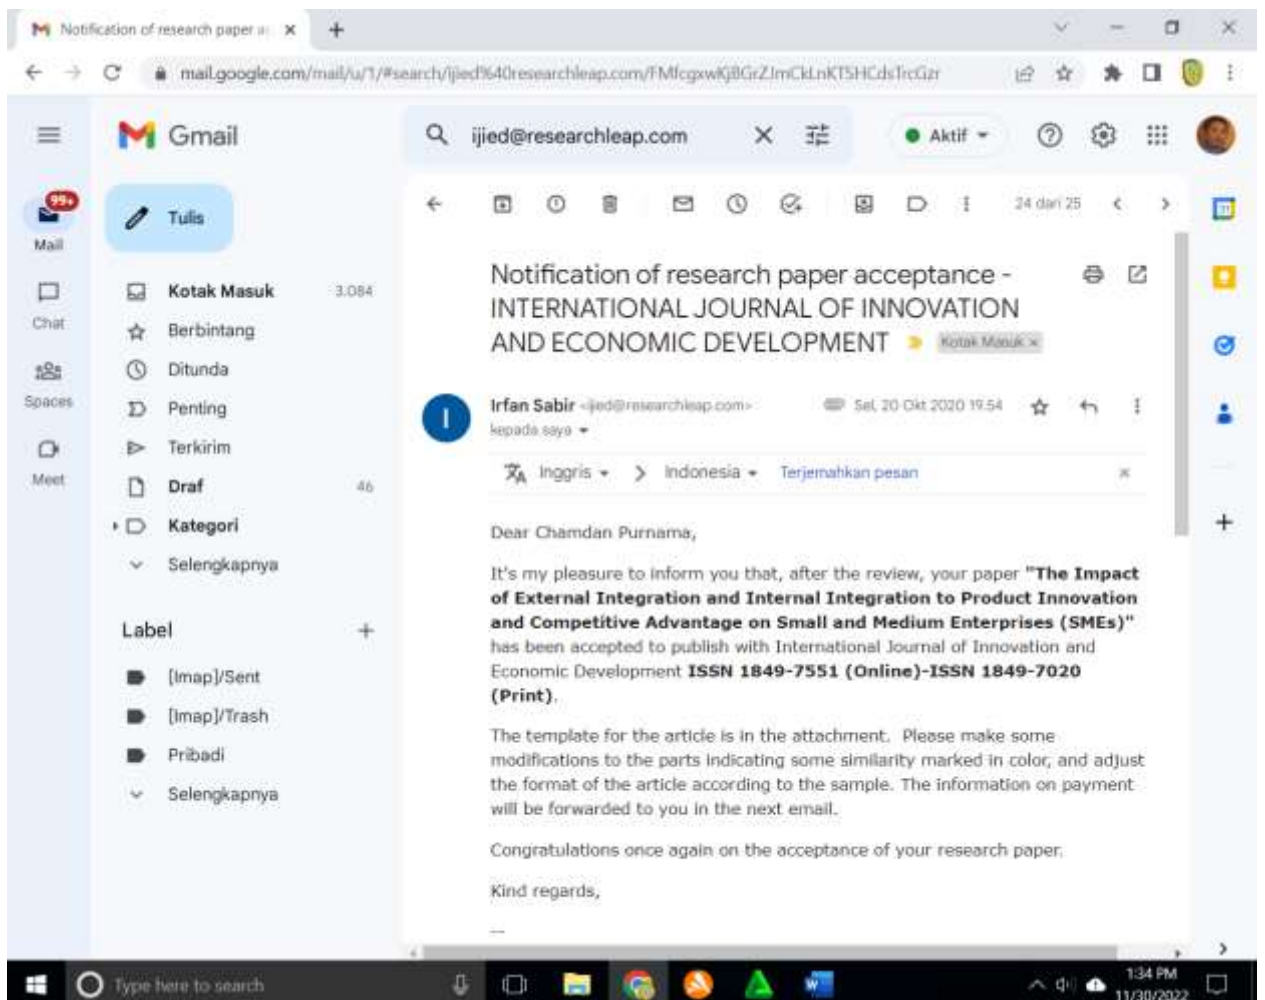 Notification of research paper a
mail.google.com/mail/u/1/#search/ijied%40researchleap.com/FMfcgxwKjBGrZJmCkLnKTSHCdsTrcGzr
Gmail
ijied@researchleap.com
Aktif
99+
Mail
Chat
Spaces
Meet
Tulis
Kotak Masuk 3.084
Berbintang
Ditunda
Penting
Terkirim
Draf 46
Kategori
Selengkapnya
Label
[Imap]/Sent
[Imap]/Trash
Pribadi
Selengkapnya
24 dari 25
Notification of research paper acceptance -
INTERNATIONAL JOURNAL OF INNOVATION
AND ECONOMIC DEVELOPMENT Kotak Masuk x
Irfan Sabir <ijied@researchleap.com> Sel, 20 Okt 2020 19.54
kepada saya
Inggris > Indonesia Terjemahkan pesan
Dear Chamdan Purnama,
It's my pleasure to inform you that, after the review, your paper "The Impact
of External Integration and Internal Integration to Product Innovation
and Competitive Advantage on Small and Medium Enterprises (SMEs)"
has been accepted to publish with International Journal of Innovation and
Economic Development ISSN 1849-7551 (Online)-ISSN 1849-7020
(Print).
The template for the article is in the attachment. Please make some
modifications to the parts indicating some similarity marked in color, and adjust
the format of the article according to the sample. The information on payment
will be forwarded to you in the next email.
Congratulations once again on the acceptance of your research paper.
Kind regards,
--
Type here to search
1:34 PM
11/30/2022